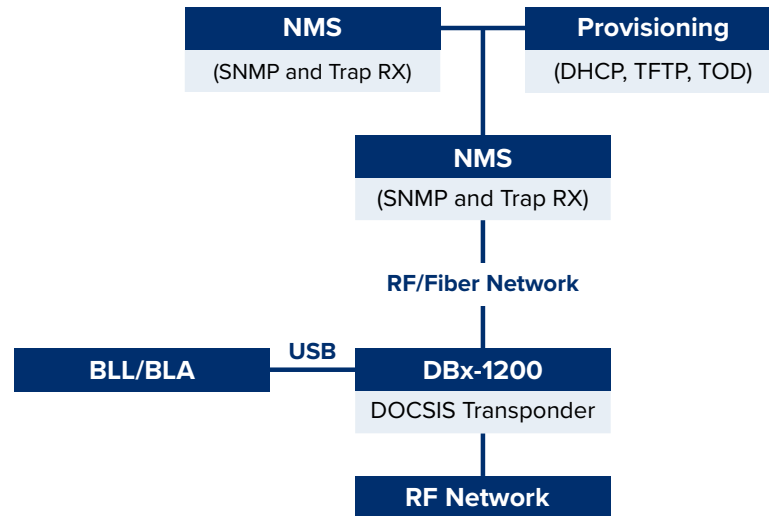 NMS
(SNMP and Trap RX)
Provisioning
(DHCP, TFTP, TOD)
NMS
(SNMP and Trap RX)
RF/Fiber Network
BLL/BLA
USB
DBx-1200
DOCSIS Transponder
RF Network